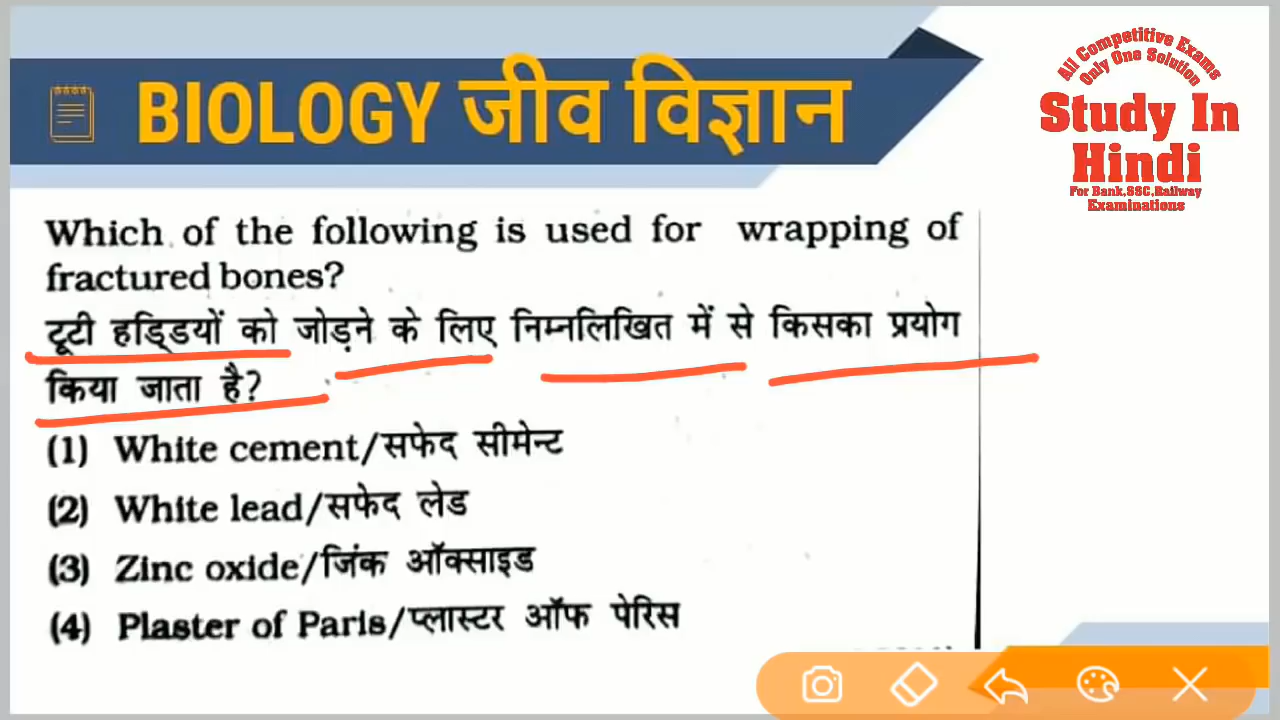 BIOLOGY जीव विज्ञान
All Competitive Exams
Only One Solution
Study In
Hindi
For Bank,SSC,Railway
Examinations
Which of the following is used for wrapping of
fractured bones?
टूटी हड्डियों को जोड़ने के लिए निम्नलिखित में से किसका प्रयोग
किया जाता है?
(1) White cement/सफेद सीमेन्ट
(2) White lead/सफेद लेड
(3) Zinc oxide/जिंक ऑक्साइड
(4) Plaster of Paris/प्लास्टर ऑफ पेरिस